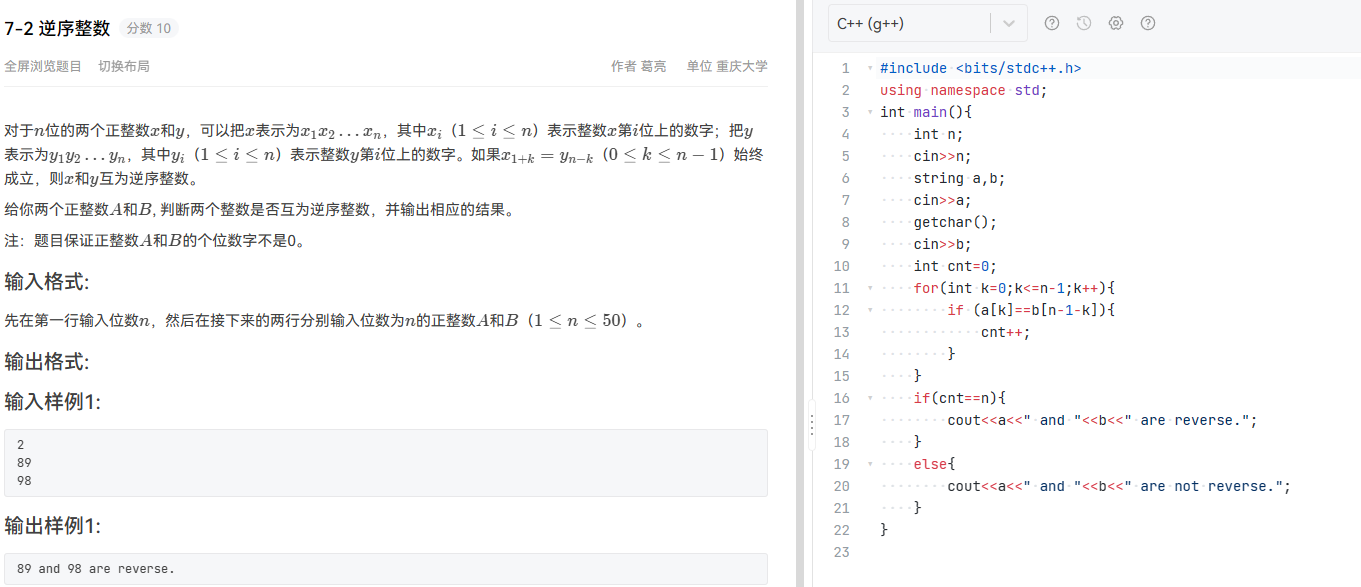 7-2 逆序整数 分数 10
全屏浏览题目 切换布局 作者 葛亮 单位 重庆大学
对于n位的两个正整数x和y，可以把x表示为x₁x₂…xₙ，其中xᵢ（1 ≤ i ≤ n）表示整数x第i位上的数字；把y
表示为y₁y₂…yₙ，其中yᵢ（1 ≤ i ≤ n）表示整数y第i位上的数字。如果x₁₊ₖ = yₙ₋ₖ（0 ≤ k ≤ n − 1）始终
成立，则x和y互为逆序整数。
给你两个正整数A和B, 判断两个整数是否互为逆序整数，并输出相应的结果。
注：题目保证正整数A和B的个位数字不是0。
输入格式:
先在第一行输入位数n，然后在接下来的两行分别输入位数为n的正整数A和B（1 ≤ n ≤ 50）。
输出格式:
输入样例1:
2
89
98
输出样例1:
89 and 98 are reverse.
C++ (g++)
1 #include <bits/stdc++.h>
2 using namespace std;
3 int main(){
4     int n;
5     cin>>n;
6     string a,b;
7     cin>>a;
8     getchar();
9     cin>>b;
10     int cnt=0;
11     for(int k=0;k<=n-1;k++){
12         if (a[k]==b[n-1-k]){
13             cnt++;
14         }
15     }
16     if(cnt==n){
17         cout<<a<<" and "<<b<<" are reverse.";
18     }
19     else{
20         cout<<a<<" and "<<b<<" are not reverse.";
21     }
22 }
23